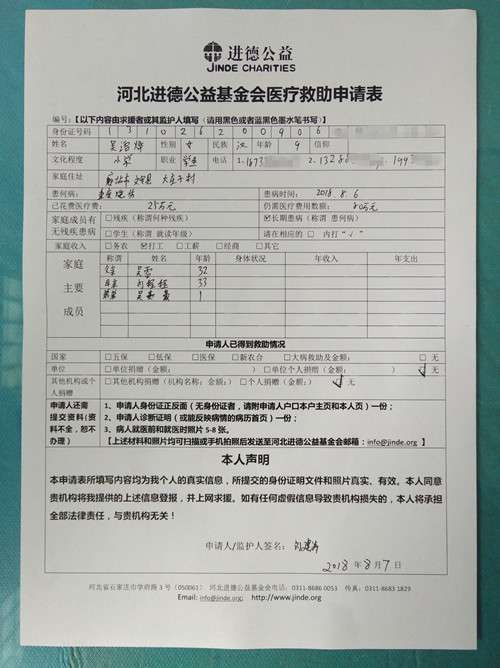 进德公益
JINDE CHARITIES
河北进德公益基金会医疗救助申请表
编号：【以下内容由求援者或其监护人填写（请用黑色或者蓝黑色墨水笔书写）
身份证号码 1 3 1 0 2 6 2 0 0 9 0 6
姓名 性别 女 民族 汉 年龄 9 信仰
文化程度 小学 职业 学生 电话 1.1873 2.13286 1993
家庭住址 廊坊市 文安县 村
患何病： 重度烧伤 患病时间： 2018.8.6
已花费医疗费： 25万元 仍需医疗费用数额： 80万元
家庭成员有无残疾患病 □残疾（称谓何种残疾） ☑长期患病（称谓 患何病）
□学生（称谓 就读年级） 请在相应的 □ 内打“√”
家庭收入 □务农 ☑打工 □工薪 □经商 □其它
家庭主要成员 称谓 姓名 年龄 身体状况 年收入 年支出
父亲 吴 32
母亲 33
吴 1
申请人已得到救助情况
国家 □五保 □低保 □医保 □新农合 □大病救助及金额： □ 无
单位 □单位捐赠（金额： ）□单位个人捐赠（金额： ） ☑ 无
其他机构或个人捐赠 □其他机构捐赠（机构名称：金额：）□个人捐赠（金额：） ☑ 无
申请人还需提交资料（资料不全，恕不办理）
1、申请人身份证正反面（无身份证者，请附申请人户口本户主页和本人页）一份；
2、申请人诊断证明（或能反映病情的病历首页）一份；
3、病人就医前和就医时照片 5-8 张。
【上述材料和照片均可扫描或手机拍照后发送至河北进德公益基金会邮箱：info@jinde.org】
本人声明
本申请表所填写内容均为我个人的真实信息，所提交的身份证明文件和照片真实、有效。本人同意
贵机构将我提供的上述信息登报，并上网求援。如有任何虚假信息导致贵机构损失的，本人将承担
全部法律责任，与贵机构无关！
申请人/监护人签名：
2018 年 8 月 7 日
河北省石家庄市学府路 3 号（050061） 河北进德公益基金会电话：0311-8686 0053 传真：0311-8683 1829
Email: info@jinde.org; http://www.jinde.org